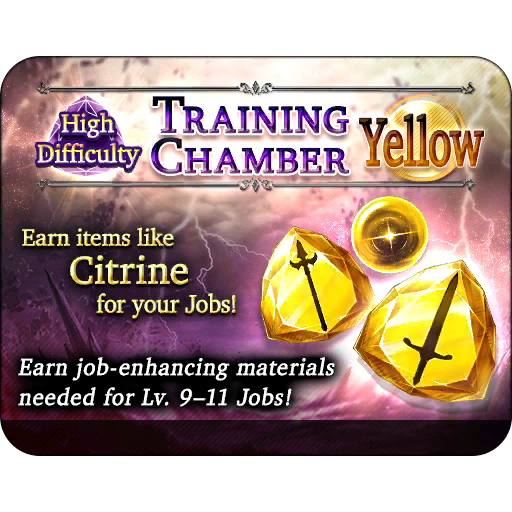 High
Difficulty
TRAINING
CHAMBER
Yellow
Earn items like
Citrine
for your Jobs!
Earn job-enhancing materials
needed for Lv. 9–11 Jobs!